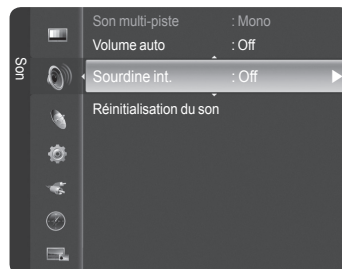 Son
Son multi-piste : Mono
Volume auto : Off
Sourdine int. : Off
Réinitialisation du son